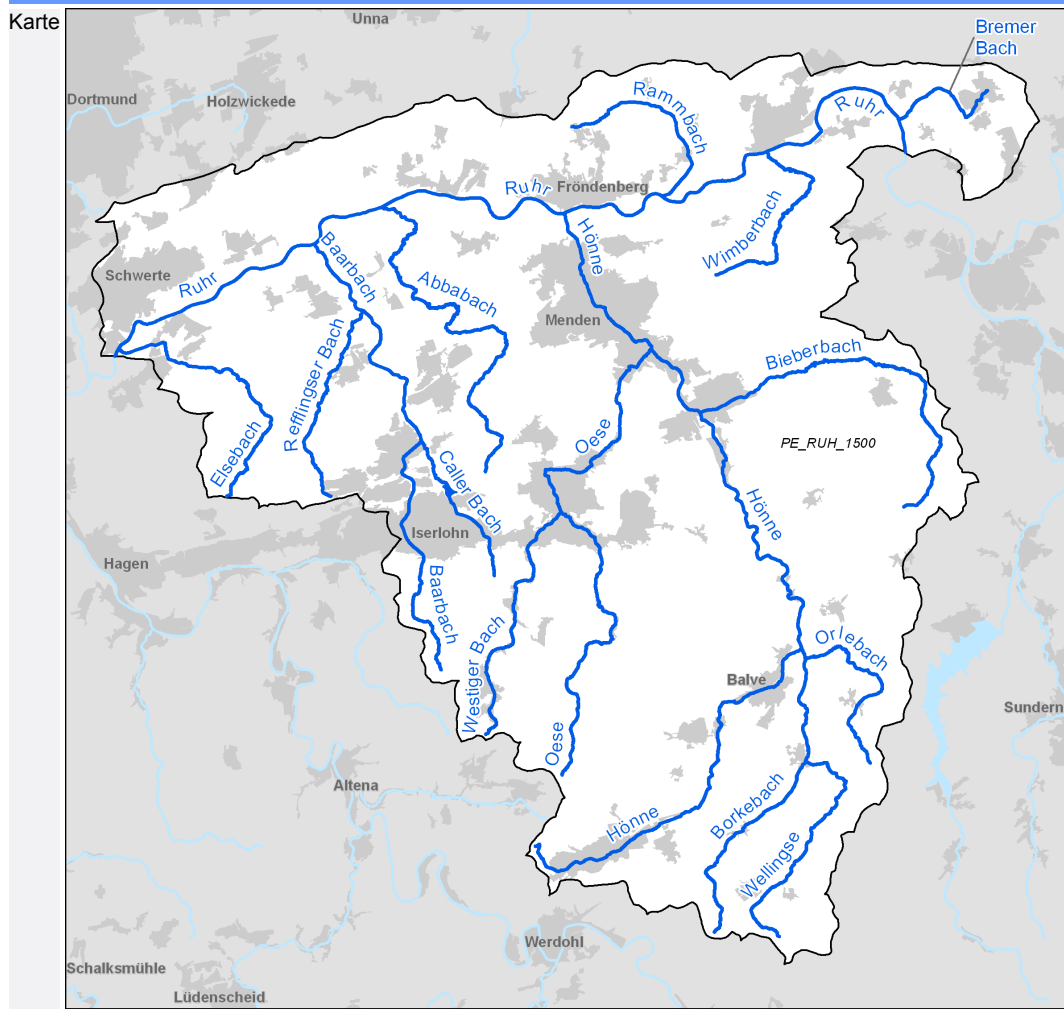 Karte
Unna
Bremer
Bach
Dortmund
Holzwickede
Rammbach
Ruhr
Ruhr
Fröndenberg
Hönne
Wimberbach
Baarbach
Schwerte
Ruhr
Abbabach
Menden
Refflingser Bach
Bieberbach
Oese
PE_RUH_1500
Elsebach
Caller Bach
Hönne
Iserlohn
Hagen
Baarbach
Orlebach
Westiger Bach
Balve
Sundern
Oese
Altena
Borkebach
Hönne
Wellingse
Werdohl
Schalksmühle
Lüdenscheid